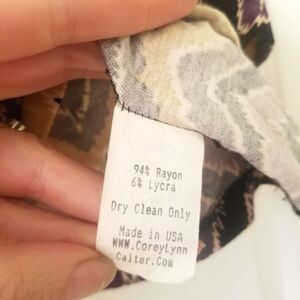 94% Rayon
6% Lycra
Dry Clean Only
Made in USA
WWW.CoreyLynn
Calter.Com